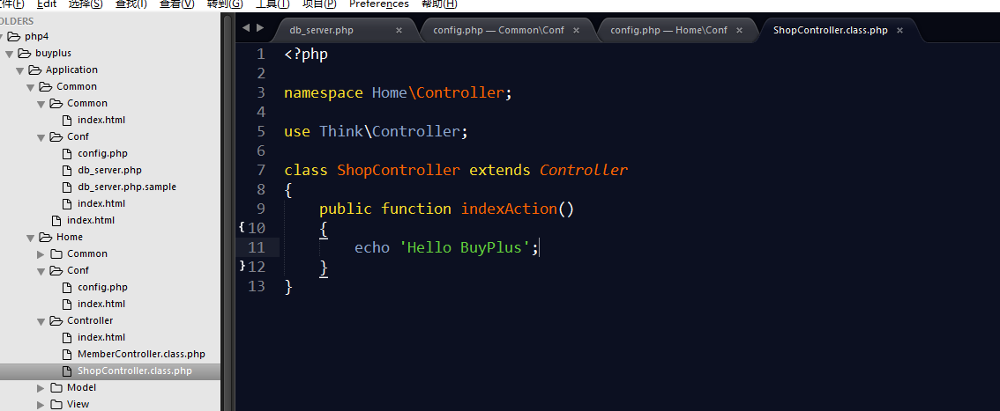 件(F) Edit 选择(S) 查找(I) 查看(V) 转到(G) 工具(T) 项目(P) Preferences 帮助(H)
OLDERS
php4
buyplus
Application
Common
Common
index.html
Conf
config.php
db_server.php
db_server.php.sample
index.html
Home
Common
Conf
config.php
index.html
Controller
index.html
MemberController.class.php
ShopController.class.php
Model
View
db_server.php × config.php — Common\Conf × config.php — Home\Conf × ShopController.class.php ×
1 <?php
2
3 namespace Home\Controller;
4
5 use Think\Controller;
6
7 class ShopController extends Controller
8 {
9 public function indexAction()
10 {
11 echo 'Hello BuyPlus';
12 }
13 }